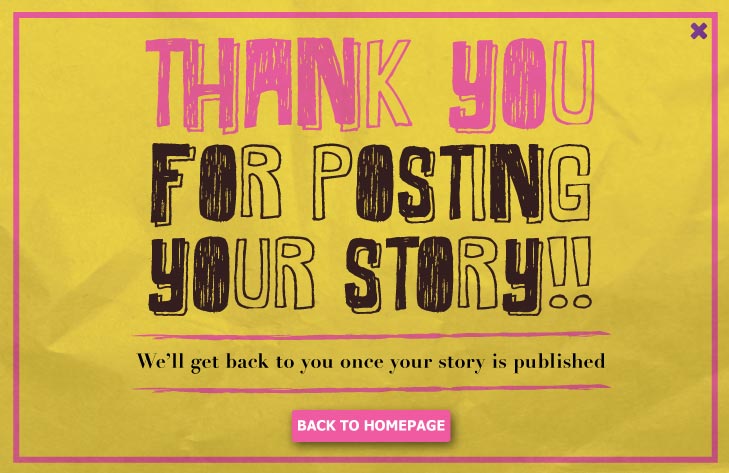 THANK YOU
FOR POSTING
YOUR STORY!!
We'll get back to you once your story is published
BACK TO HOMEPAGE